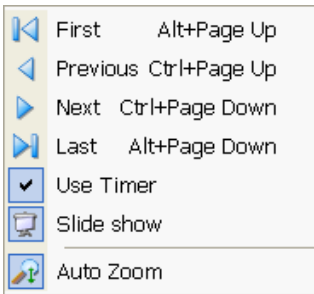 First Alt+Page Up
Previous Ctrl+Page Up
Next Ctrl+Page Down
Last Alt+Page Down
Use Timer
Slide show
Auto Zoom